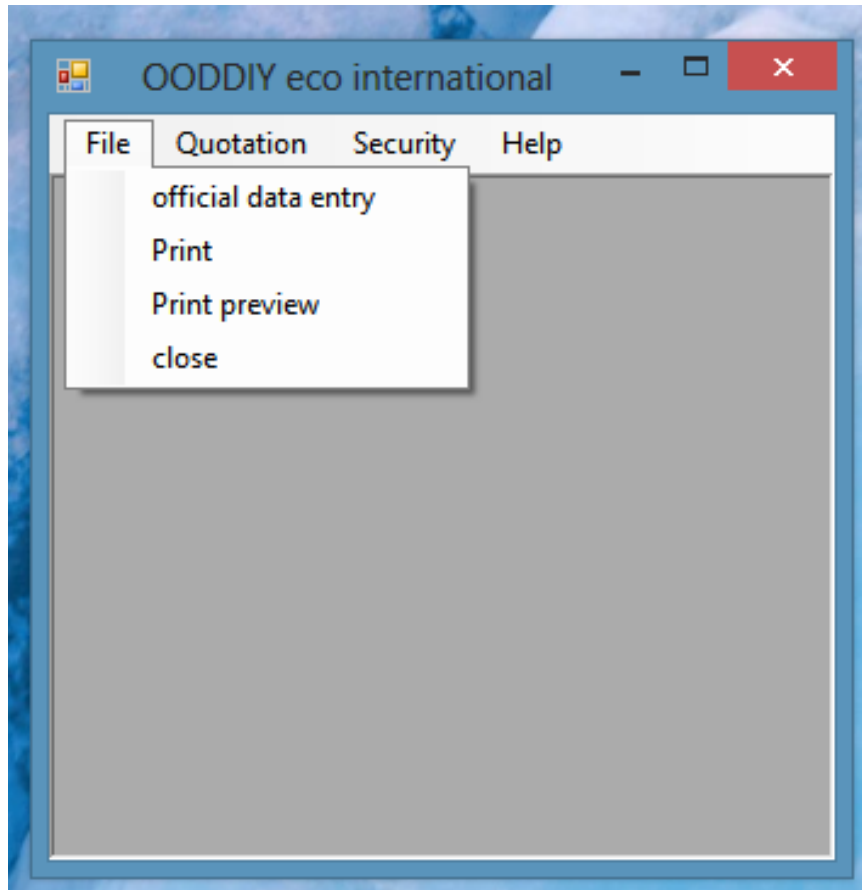 OODDIY eco international
File Quotation Security Help
official data entry
Print
Print preview
close